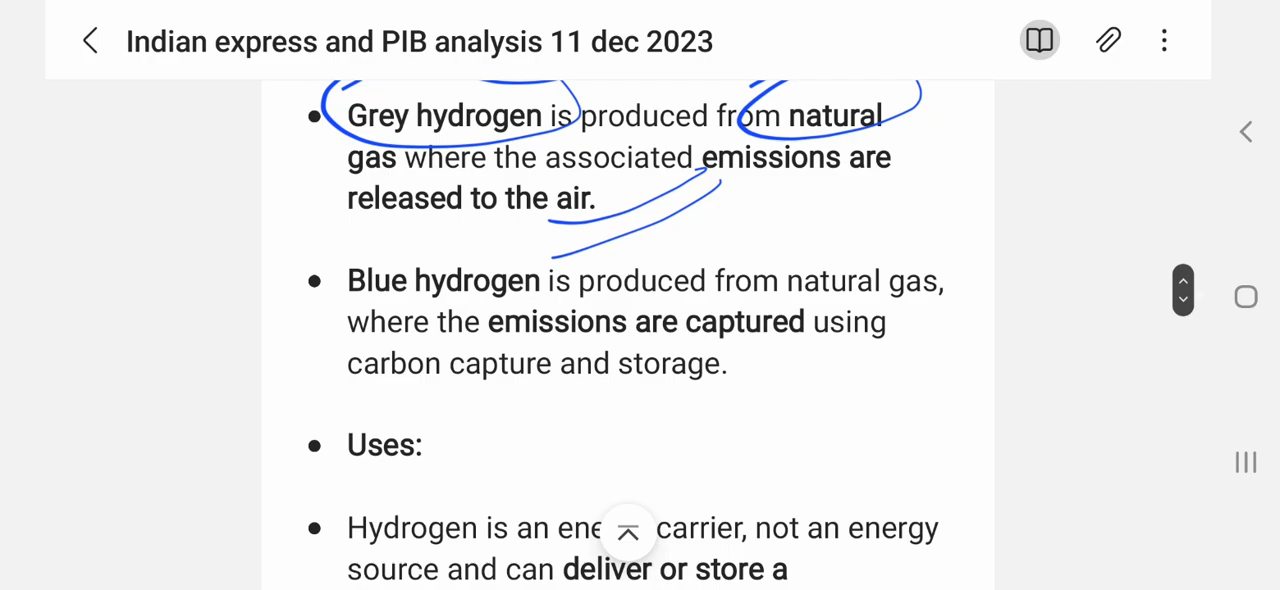 Indian express and PIB analysis 11 dec 2023
• Grey hydrogen is produced from natural
gas where the associated emissions are
released to the air.
• Blue hydrogen is produced from natural gas,
where the emissions are captured using
carbon capture and storage.
• Uses:
• Hydrogen is an ene carrier, not an energy
source and can deliver or store a